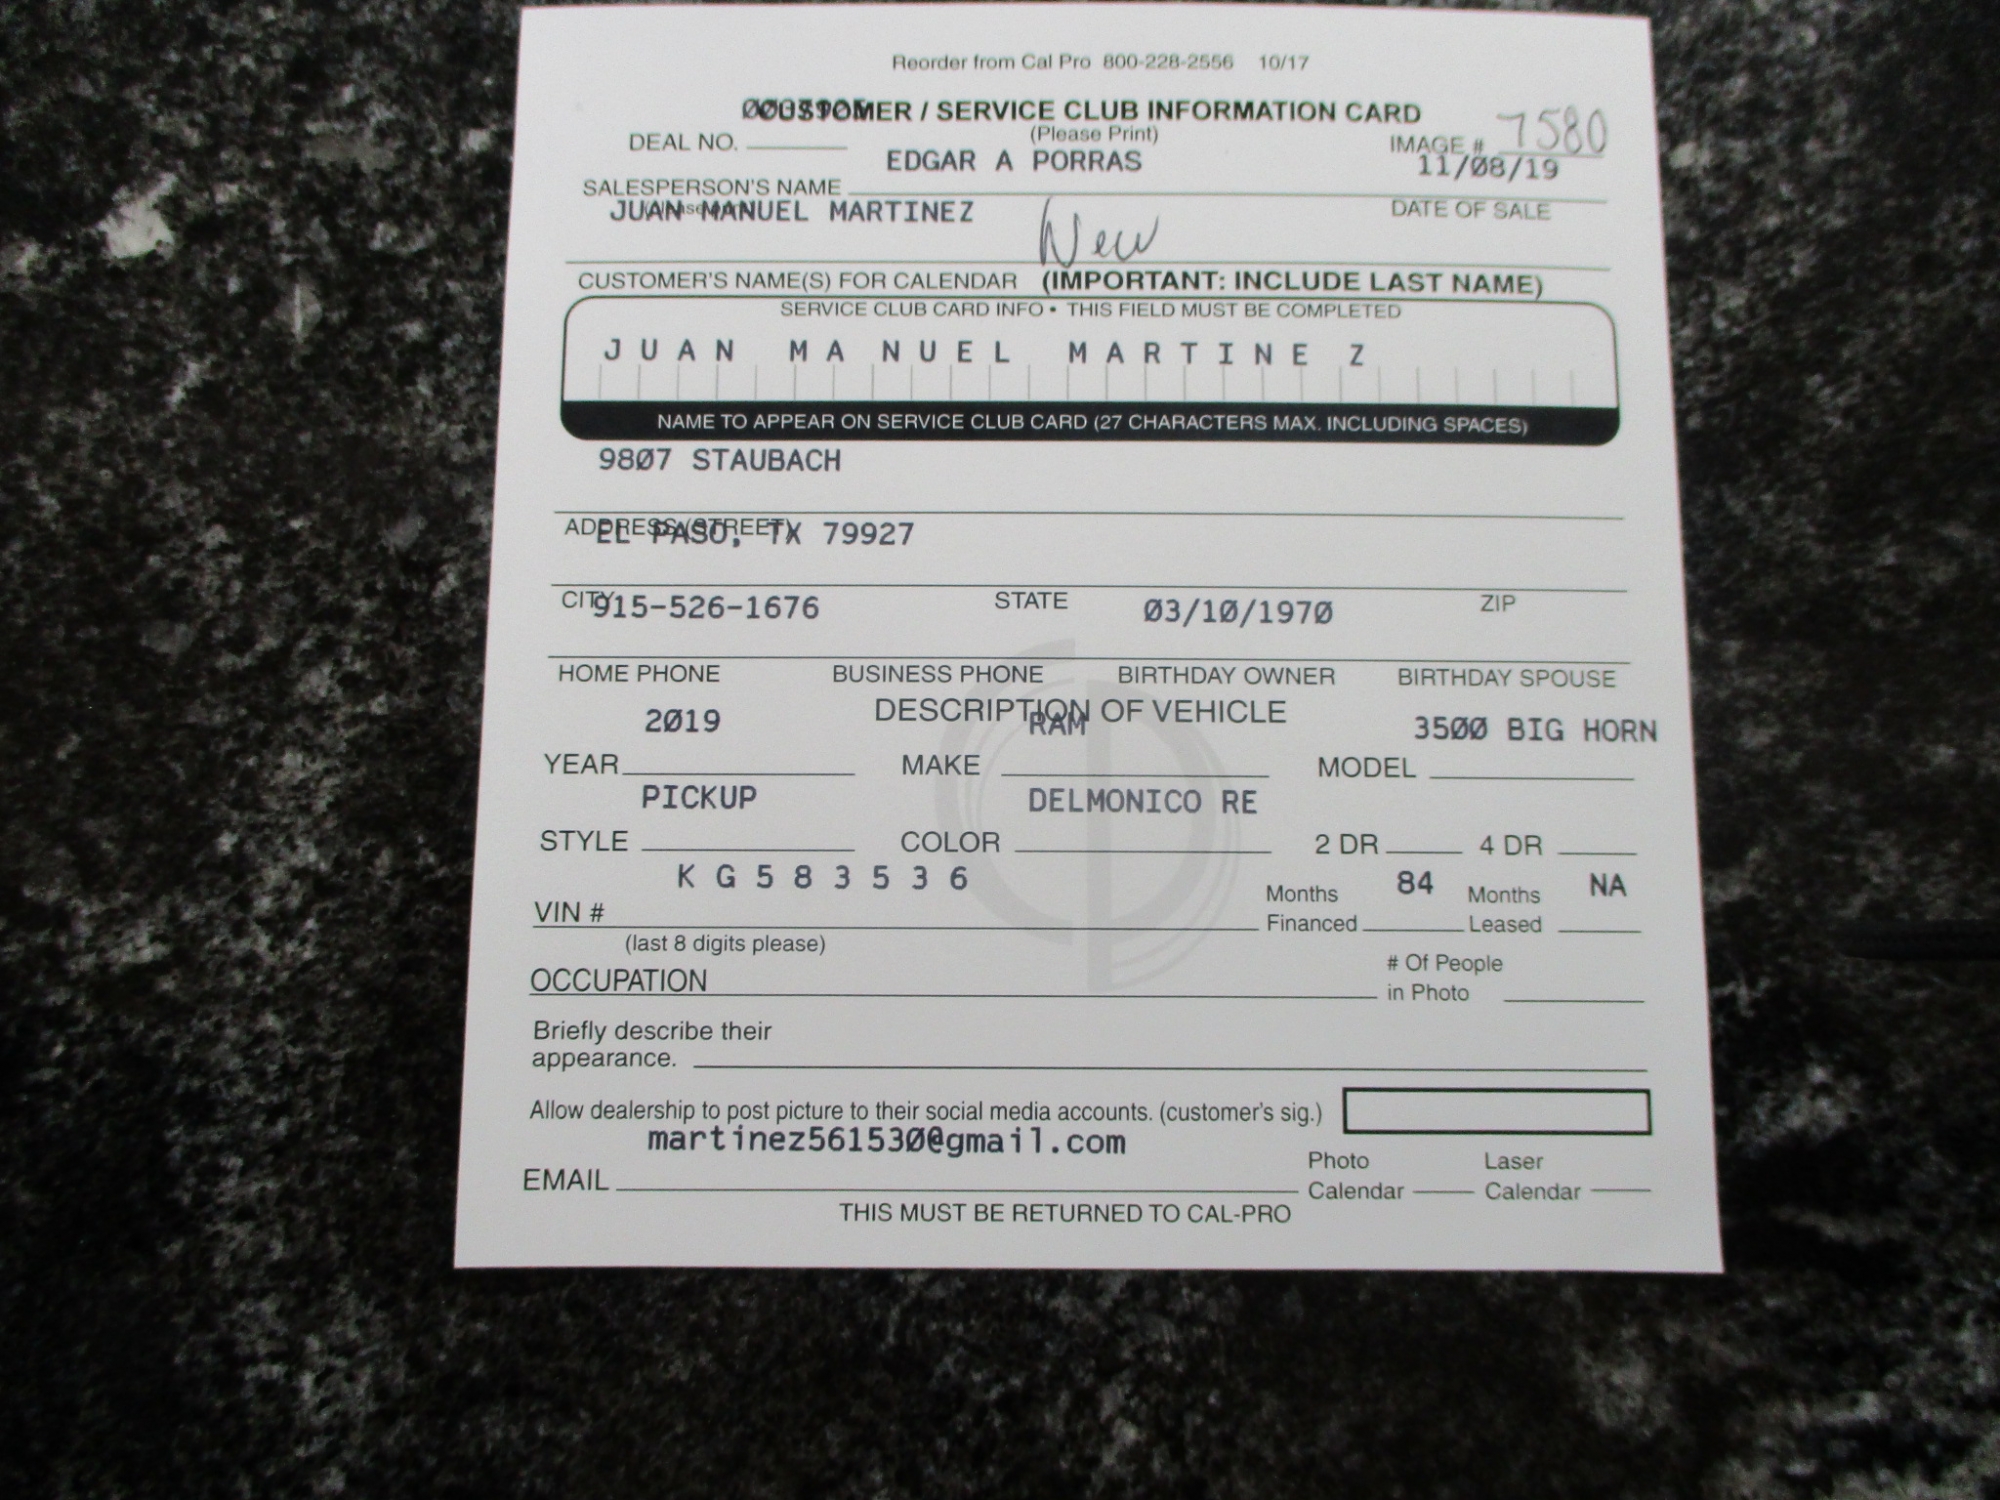 Reorder from Cal Pro 800-228-2556 10/17
CUSTOMER / SERVICE CLUB INFORMATION CARD
(Please Print)
DEAL NO. IMAGE # 7580
EDGAR A PORRAS 11/08/19
SALESPERSON'S NAME
JUAN MANUEL MARTINEZ New DATE OF SALE
CUSTOMER'S NAME(S) FOR CALENDAR (IMPORTANT: INCLUDE LAST NAME)
SERVICE CLUB CARD INFO • THIS FIELD MUST BE COMPLETED
JUAN MANUEL MARTINEZ
NAME TO APPEAR ON SERVICE CLUB CARD (27 CHARACTERS MAX. INCLUDING SPACES)
9807 STAUBACH
ADDRESS (STREET)
EL PASO, TX 79927
CITY STATE ZIP
915-526-1676 03/10/1970
HOME PHONE BUSINESS PHONE BIRTHDAY OWNER BIRTHDAY SPOUSE
DESCRIPTION OF VEHICLE
2019 RAM 3500 BIG HORN
YEAR MAKE MODEL
PICKUP DELMONICO RE
STYLE COLOR 2 DR 4 DR
KG583536
VIN # Months Financed 84 Months Leased NA
(last 8 digits please)
OCCUPATION # Of People in Photo
Briefly describe their
appearance.
Allow dealership to post picture to their social media accounts. (customer's sig.)
martinez561530@gmail.com
EMAIL Photo Calendar Laser Calendar
THIS MUST BE RETURNED TO CAL-PRO